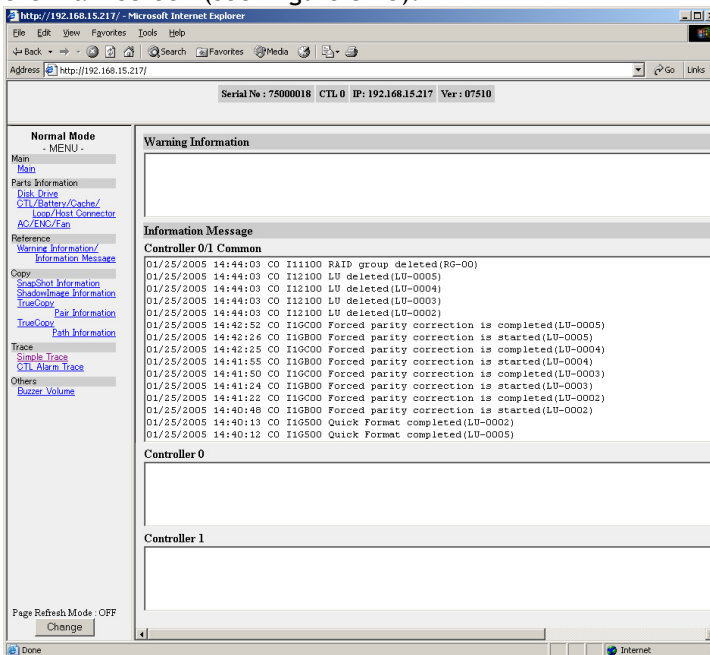 http://192.168.15.217/ - Microsoft Internet Explorer
File Edit View Favorites Tools Help
Back Search Favorites Media
Address http://192.168.15.217/ Go Links
Serial No : 75000018 CTL 0 IP: 192.168.15.217 Ver : 07510
Normal Mode
- MENU -
Main
Main
Parts Information
Disk Drive
CTL/Battery/Cache/
Loop/Host Connector
AC/ENC/Fan
Reference
Warning Information/
Information Message
Copy
SnapShot Information
ShadowImage Information
TrueCopy
Pair Information
TrueCopy
Path Information
Trace
Simple Trace
CTL Alarm Trace
Others
Buzzer Volume
Page Refresh Mode : OFF
Change
Warning Information
Information Message
Controller 0/1 Common
01/25/2005 14:44:03 C0 I11100 RAID group deleted(RG-00)
01/25/2005 14:44:03 C0 I12100 LU deleted(LU-0005)
01/25/2005 14:44:03 C0 I12100 LU deleted(LU-0004)
01/25/2005 14:44:03 C0 I12100 LU deleted(LU-0003)
01/25/2005 14:44:03 C0 I12100 LU deleted(LU-0002)
01/25/2005 14:42:52 C0 I1GC00 Forced parity correction is completed(LU-0005)
01/25/2005 14:42:26 C0 I1GB00 Forced parity correction is started(LU-0005)
01/25/2005 14:42:25 C0 I1GC00 Forced parity correction is completed(LU-0004)
01/25/2005 14:41:55 C0 I1GB00 Forced parity correction is started(LU-0004)
01/25/2005 14:41:50 C0 I1GC00 Forced parity correction is completed(LU-0003)
01/25/2005 14:41:24 C0 I1GB00 Forced parity correction is started(LU-0003)
01/25/2005 14:41:22 C0 I1GC00 Forced parity correction is completed(LU-0002)
01/25/2005 14:40:48 C0 I1GB00 Forced parity correction is started(LU-0002)
01/25/2005 14:40:13 C0 I1G500 Quick Format completed(LU-0002)
01/25/2005 14:40:12 C0 I1G500 Quick Format completed(LU-0005)
Controller 0
Controller 1
Done Internet